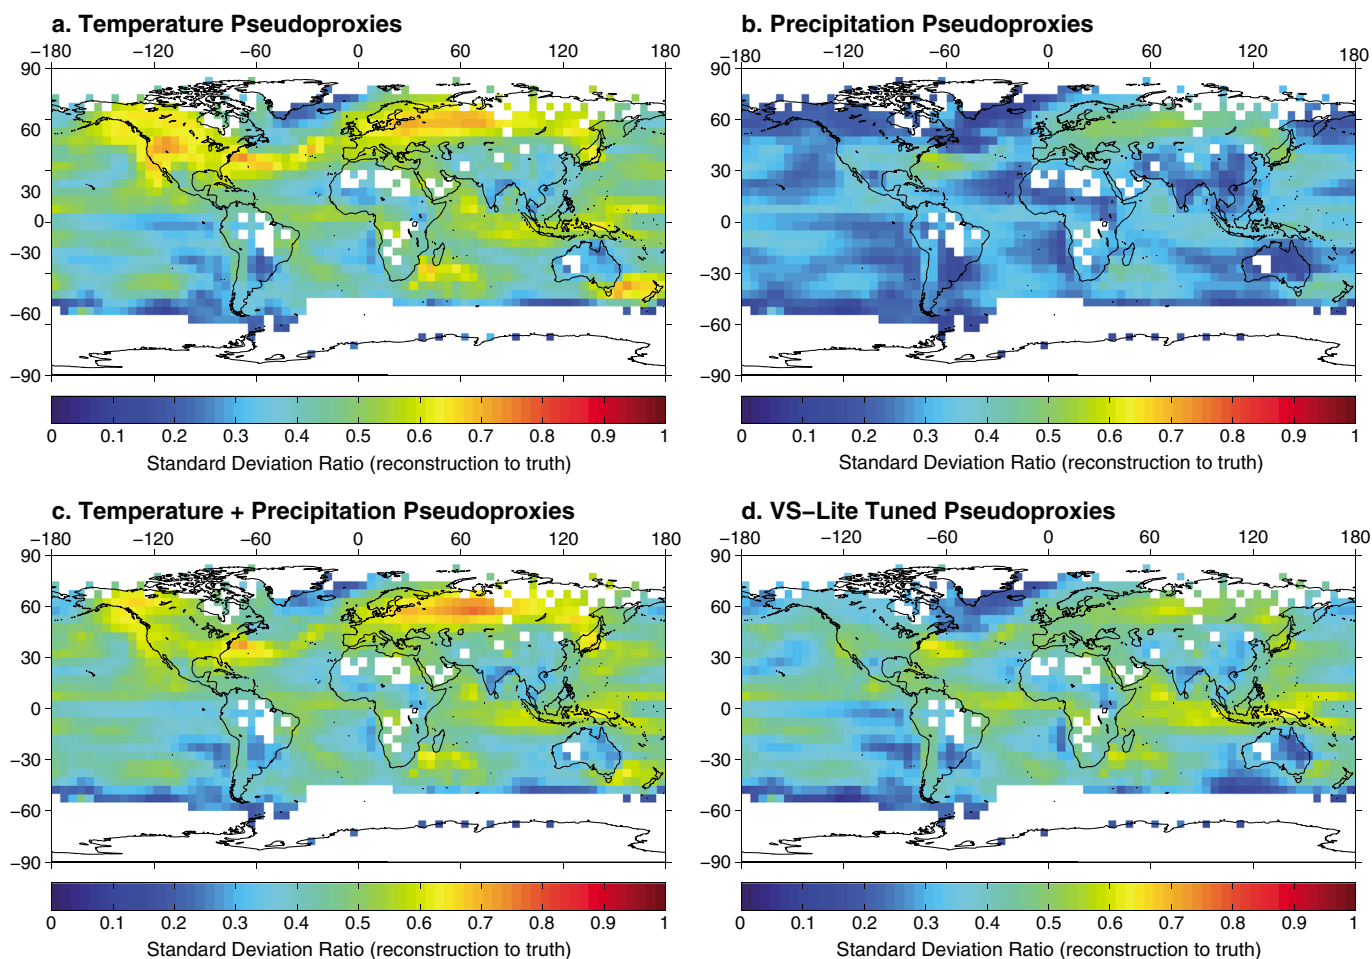 a. Temperature Pseudoproxies
−180 −120 −60 0 60 120 180
90
60
30
0
−30
−60
−90
0 0.1 0.2 0.3 0.4 0.5 0.6 0.7 0.8 0.9 1
Standard Deviation Ratio (reconstruction to truth)
b. Precipitation Pseudoproxies
−180 −120 −60 0 60 120 180
90
60
30
0
−30
−60
−90
0 0.1 0.2 0.3 0.4 0.5 0.6 0.7 0.8 0.9 1
Standard Deviation Ratio (reconstruction to truth)
c. Temperature + Precipitation Pseudoproxies
−180 −120 −60 0 60 120 180
90
60
30
0
−30
−60
−90
0 0.1 0.2 0.3 0.4 0.5 0.6 0.7 0.8 0.9 1
Standard Deviation Ratio (reconstruction to truth)
d. VS−Lite Tuned Pseudoproxies
−180 −120 −60 0 60 120 180
90
60
30
0
−30
−60
−90
0 0.1 0.2 0.3 0.4 0.5 0.6 0.7 0.8 0.9 1
Standard Deviation Ratio (reconstruction to truth)